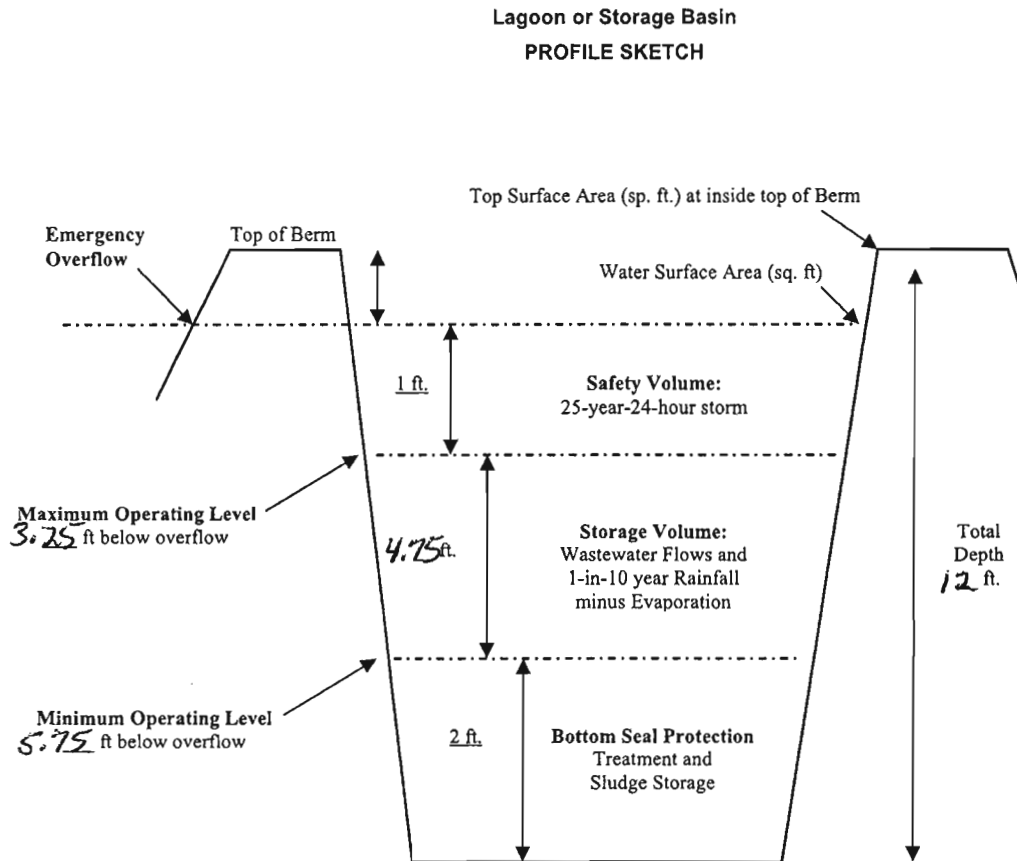 Lagoon or Storage Basin
PROFILE SKETCH
Top Surface Area (sp. ft.) at inside top of Berm
Emergency
Overflow
Top of Berm
Water Surface Area (sq. ft)
1 ft.
Safety Volume:
25-year-24-hour storm
Maximum Operating Level
3.25 ft below overflow
4.75 ft.
Storage Volume:
Wastewater Flows and
1-in-10 year Rainfall
minus Evaporation
Total
Depth
12 ft.
Minimum Operating Level
5.75 ft below overflow
2 ft.
Bottom Seal Protection
Treatment and
Sludge Storage